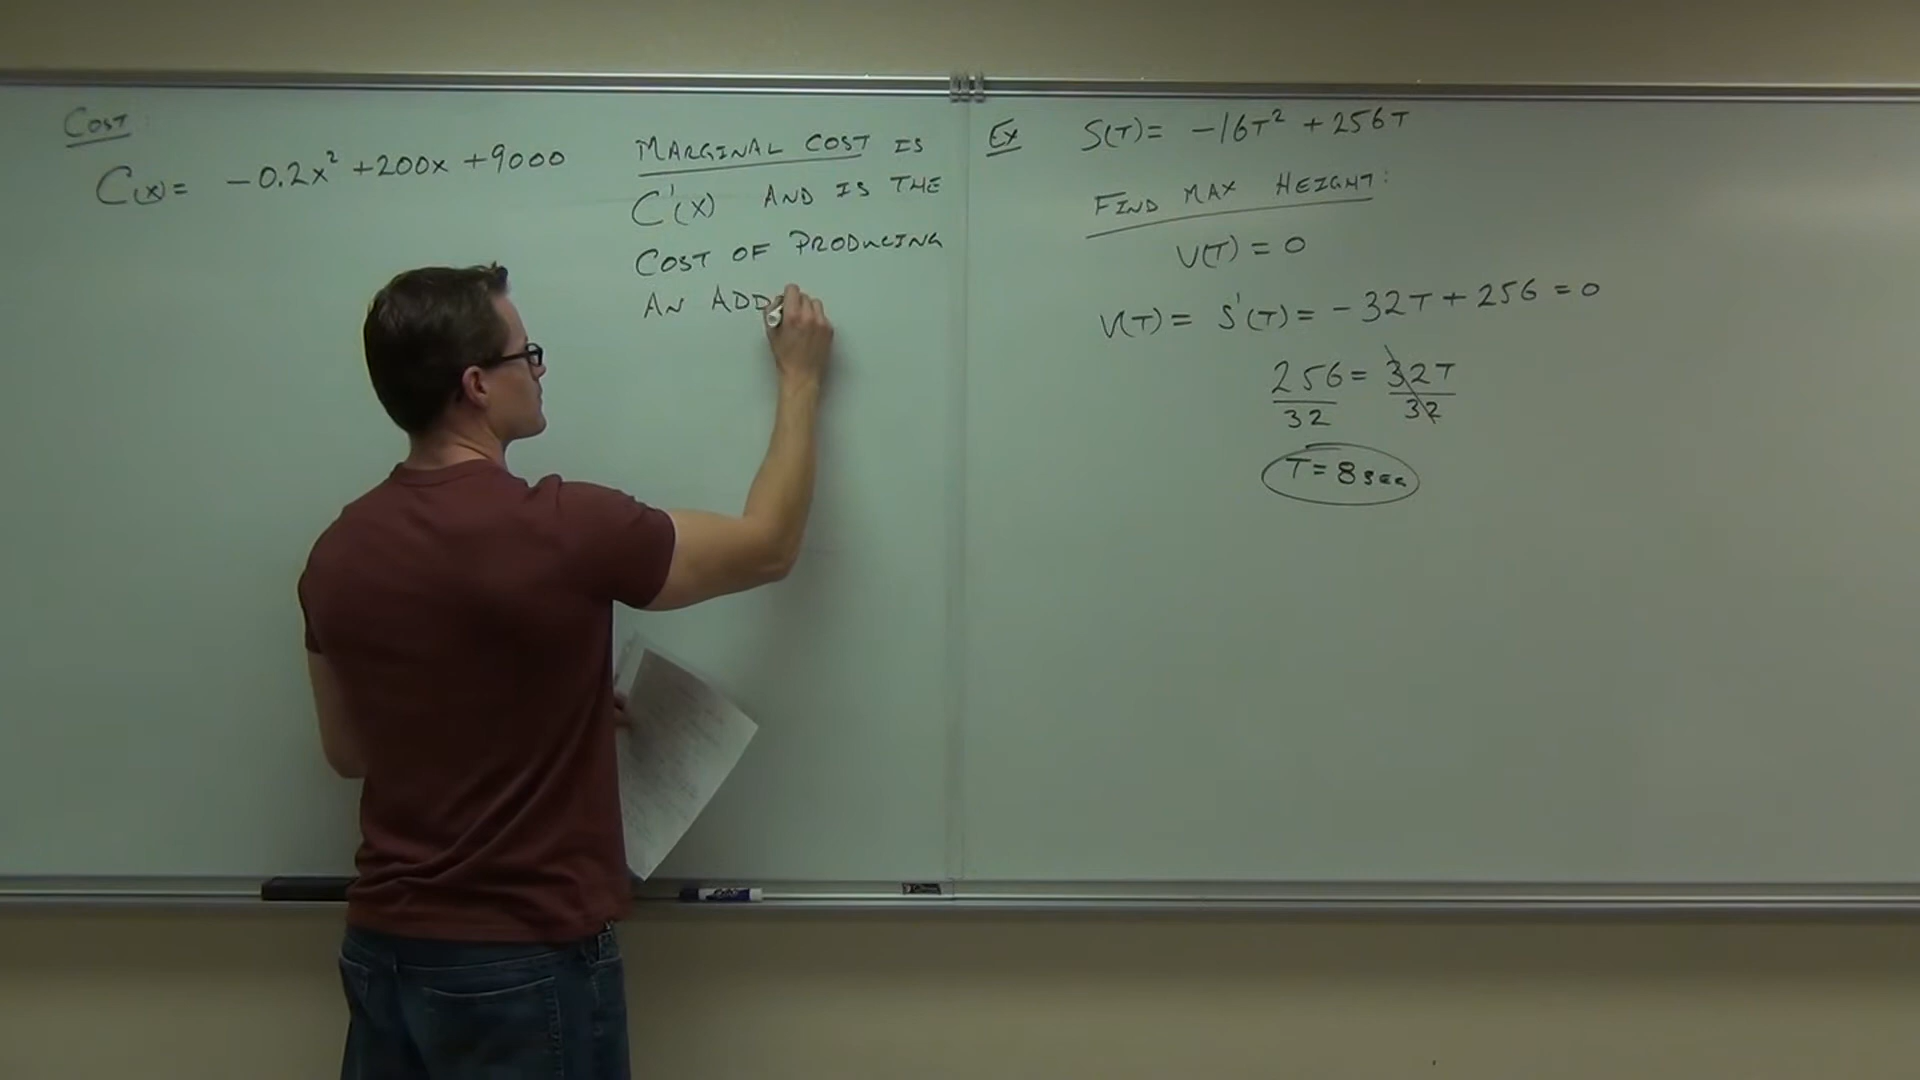 COST:
C(x) = -0.2x² + 200x + 9000
MARGINAL COST IS
C'(X) AND IS THE
COST OF PRODUCING
AN ADD
Ex S(T) = -16T² + 256T
FIND MAX HEIGHT:
V(T) = 0
V(T) = S'(T) = -32T + 256 = 0
256 = 32T
32 32
T = 8 sec